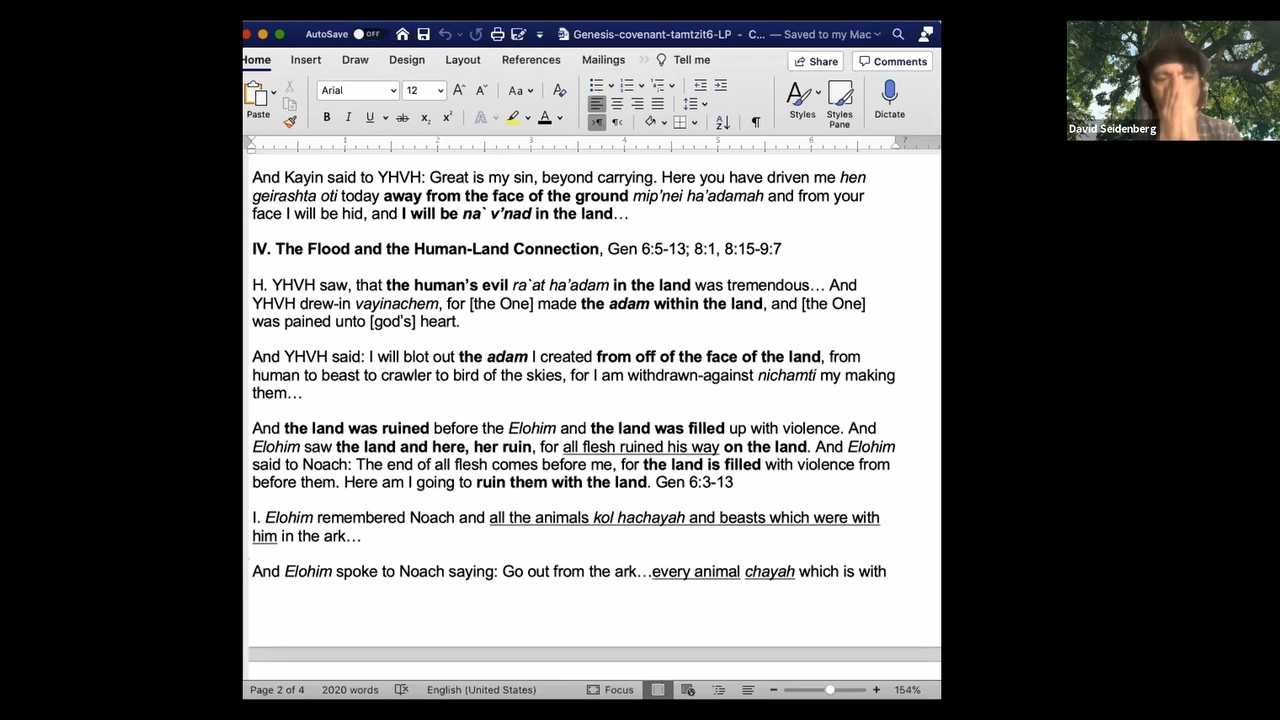 AutoSave OFF Genesis-covenant-tamtzit6-LP - C... — Saved to my Mac
Home Insert Draw Design Layout References Mailings Tell me Share Comments
Paste Arial 12 Styles Styles Pane Dictate
1 2 3 4 5 6 7
And Kayin said to YHVH: Great is my sin, beyond carrying. Here you have driven me hen
geirashta oti today away from the face of the ground mip'nei ha'adamah and from your
face I will be hid, and I will be na` v'nad in the land…
IV. The Flood and the Human-Land Connection, Gen 6:5-13; 8:1, 8:15-9:7
H. YHVH saw, that the human's evil ra`at ha'adam in the land was tremendous… And
YHVH drew-in vayinachem, for [the One] made the adam within the land, and [the One]
was pained unto [god's] heart.
And YHVH said: I will blot out the adam I created from off of the face of the land, from
human to beast to crawler to bird of the skies, for I am withdrawn-against nichamti my making
them…
And the land was ruined before the Elohim and the land was filled up with violence. And
Elohim saw the land and here, her ruin, for all flesh ruined his way on the land. And Elohim
said to Noach: The end of all flesh comes before me, for the land is filled with violence from
before them. Here am I going to ruin them with the land. Gen 6:3-13
I. Elohim remembered Noach and all the animals kol hachayah and beasts which were with
him in the ark…
And Elohim spoke to Noach saying: Go out from the ark…every animal chayah which is with
Page 2 of 4 2020 words English (United States) Focus 154%
David Seidenberg